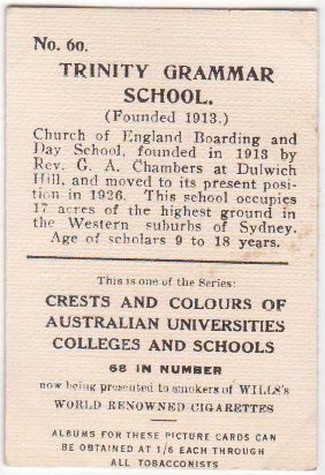 No. 60.
TRINITY GRAMMAR
SCHOOL.
(Founded 1913.)
Church of England Boarding and
Day School, founded in 1913 by
Rev. G. A. Chambers at Dulwich
Hill, and moved to its present posi-
tion in 1926. This school occupies
17 acres of the highest ground in
the Western suburbs of Sydney.
Age of scholars 9 to 18 years.
This is one of the Series:
CRESTS AND COLOURS OF
AUSTRALIAN UNIVERSITIES
COLLEGES AND SCHOOLS
68 IN NUMBER
now being presented to smokers of WILLS's
WORLD RENOWNED CIGARETTES
ALBUMS FOR THESE PICTURE CARDS CAN
BE OBTAINED AT 1/6 EACH THROUGH
ALL TOBACCONISTS